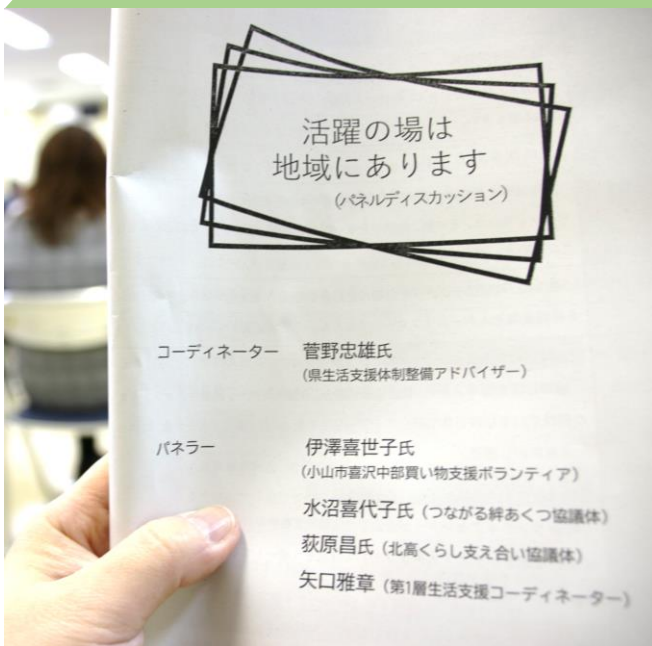 活躍の場は
地域にあります
(パネルディスカッション)
コーディネーター 菅野忠雄氏
(県生活支援体制整備アドバイザー)
パネラー 伊澤喜世子氏
(小山市喜沢中部買い物支援ボランティア)
水沼喜代子氏 (つながる絆あくつ協議体)
荻原昌氏 (北高くらし支え合い協議体)
矢口雅章 (第1層生活支援コーディネーター)